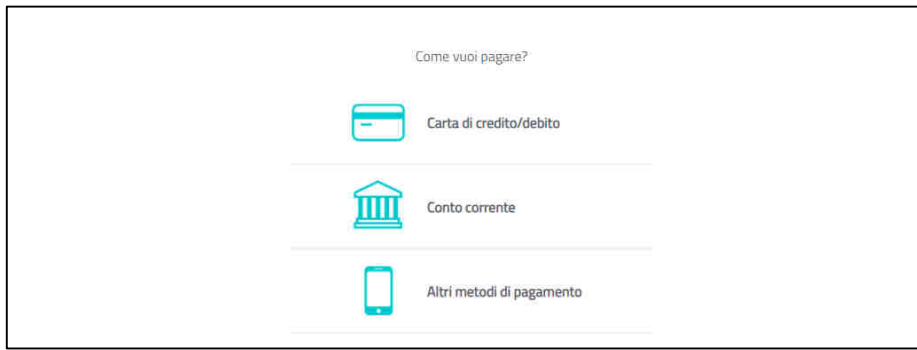 Come vuoi pagare?
Carta di credito/debito
Conto corrente
Altri metodi di pagamento